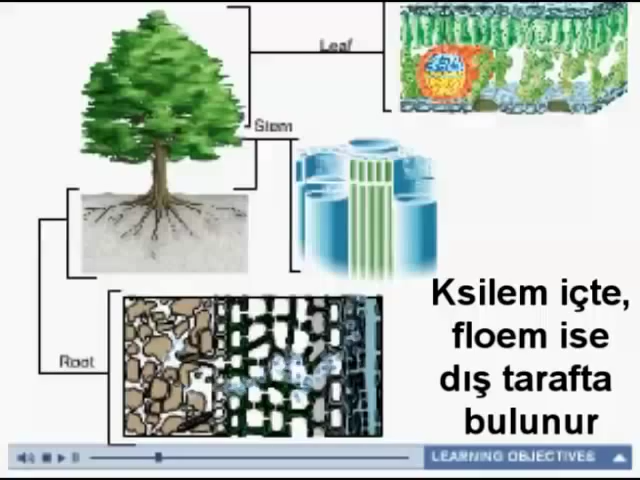 Leaf
Stem
Ksilem içte,
floem ise
dış tarafta
bulunur
Root
LEARNING OBJECTIVES